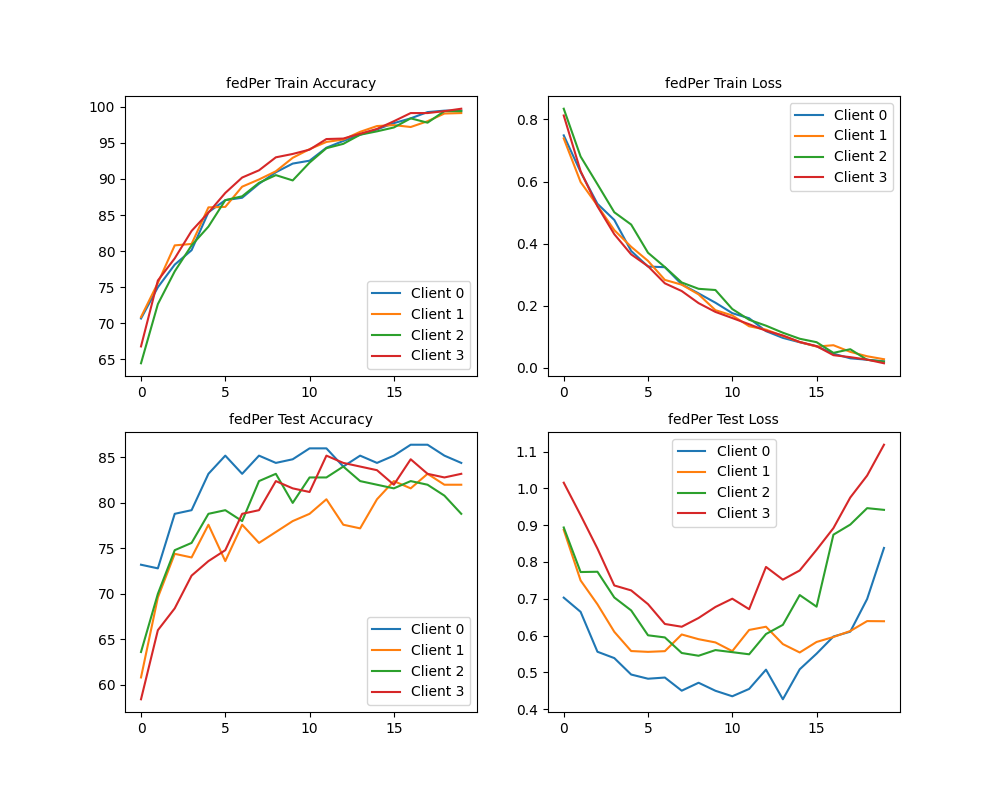 fedPer Train Accuracy
100
95
90
85
80
75
70
65
0
5
10
15
Client 0
Client 1
Client 2
Client 3
fedPer Train Loss
0.8
0.6
0.4
0.2
0.0
0
5
10
15
Client 0
Client 1
Client 2
Client 3
fedPer Test Accuracy
85
80
75
70
65
60
0
5
10
15
Client 0
Client 1
Client 2
Client 3
fedPer Test Loss
1.1
1.0
0.9
0.8
0.7
0.6
0.5
0.4
0
5
10
15
Client 0
Client 1
Client 2
Client 3